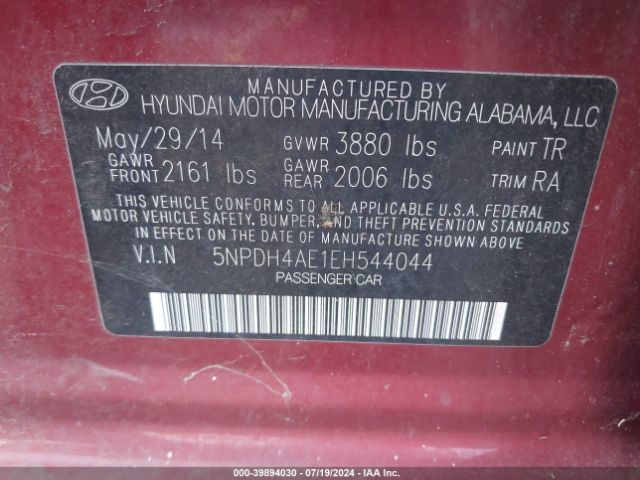 MANUFACTURED BY
HYUNDAI MOTOR MANUFACTURING ALABAMA, LLC
May/29/14 GVWR 3880 lbs PAINT TR
GAWR FRONT 2161 lbs GAWR REAR 2006 lbs TRIM RA
THIS VEHICLE CONFORMS TO ALL APPLICABLE U.S.A. FEDERAL
MOTOR VEHICLE SAFETY, BUMPER, AND THEFT PREVENTION STANDARDS
IN EFFECT ON THE DATE OF MANUFACTURE SHOWN ABOVE.
V.I.N 5NPDH4AE1EH544044
PASSENGER CAR
000-39894030 - 07/19/2024 - IAA Inc.